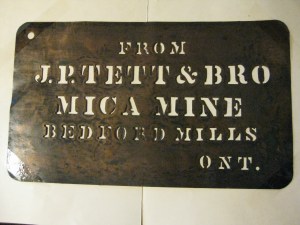 FROM
J.P. TETT & BRO
MICA MINE
BEDFORD MILLS
ONT.